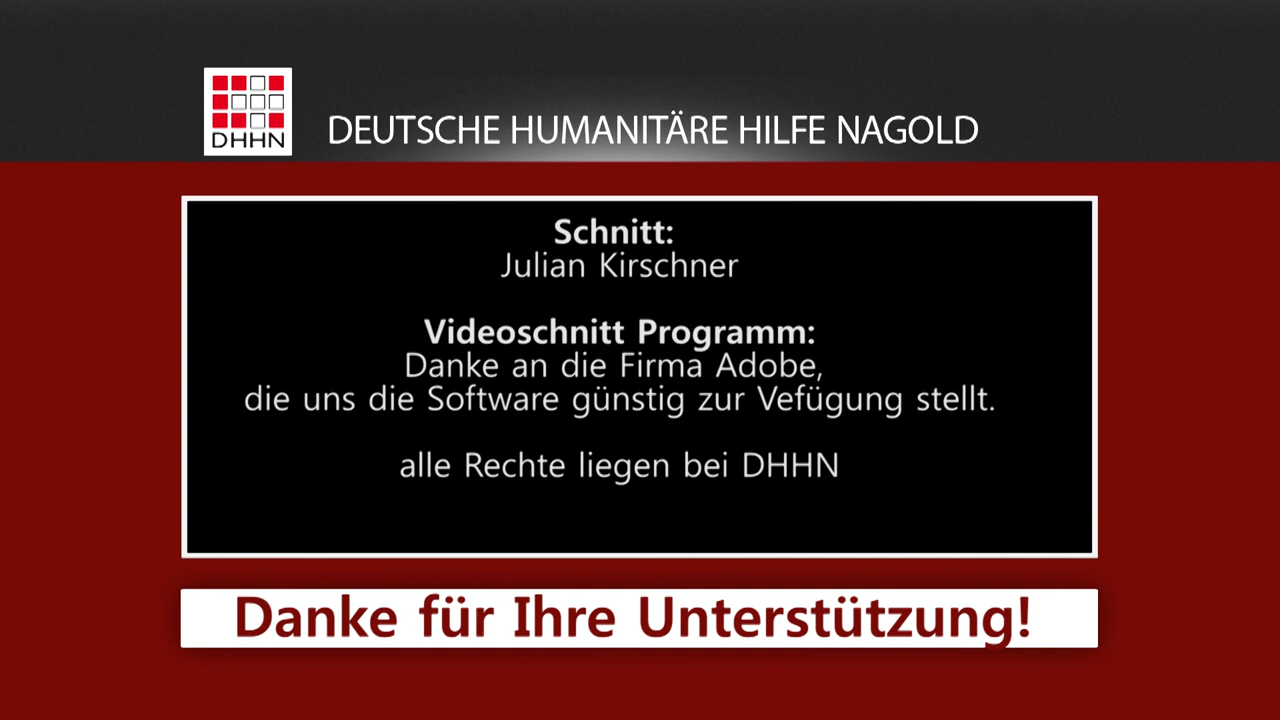 DHHN
DEUTSCHE HUMANITÄRE HILFE NAGOLD
Schnitt:
Julian Kirschner
Videoschnitt Programm:
Danke an die Firma Adobe,
die uns die Software günstig zur Vefügung stellt.
alle Rechte liegen bei DHHN
Danke für Ihre Unterstützung!